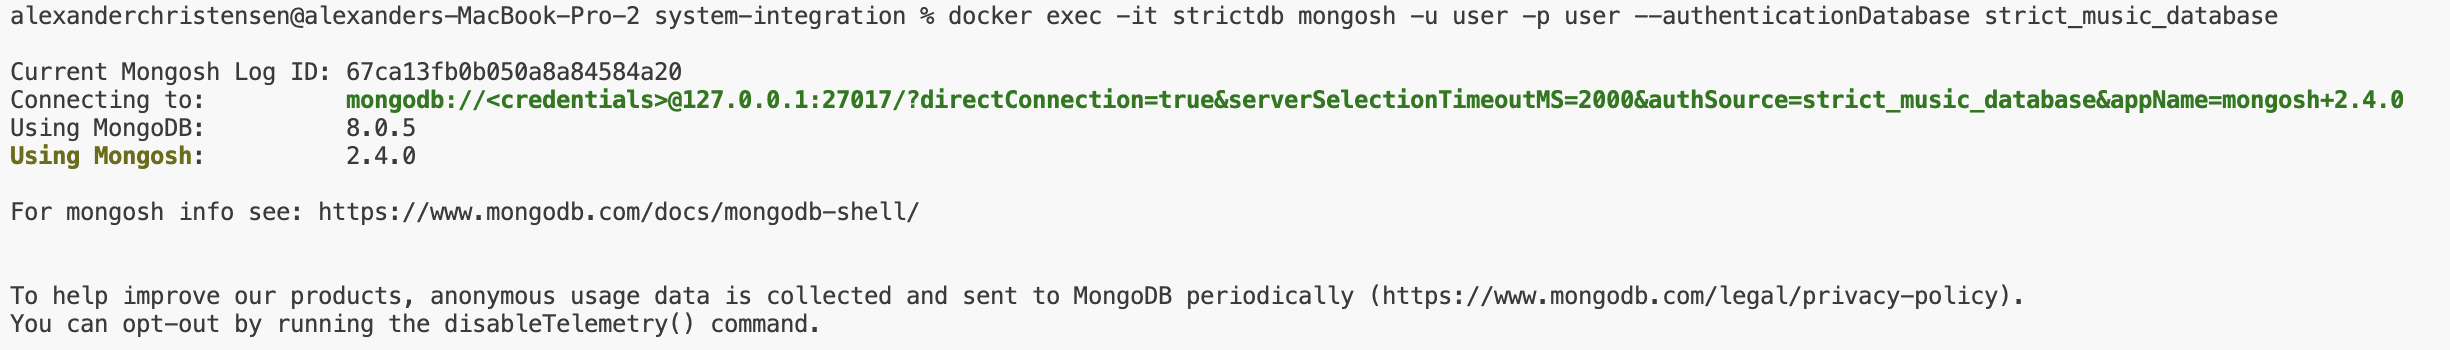 alexanderchristensen@alexanders-MacBook-Pro-2 system-integration % docker exec -it strictdb mongosh -u user -p user --authenticationDatabase strict_music_database
Current Mongosh Log ID: 67ca13fb0b050a8a84584a20
Connecting to: mongodb://<credentials>@127.0.0.1:27017/?directConnection=true&serverSelectionTimeoutMS=2000&authSource=strict_music_database&appName=mongosh+2.4.0
Using MongoDB: 8.0.5
Using Mongosh: 2.4.0
For mongosh info see: https://www.mongodb.com/docs/mongodb-shell/
To help improve our products, anonymous usage data is collected and sent to MongoDB periodically (https://www.mongodb.com/legal/privacy-policy).
You can opt-out by running the disableTelemetry() command.